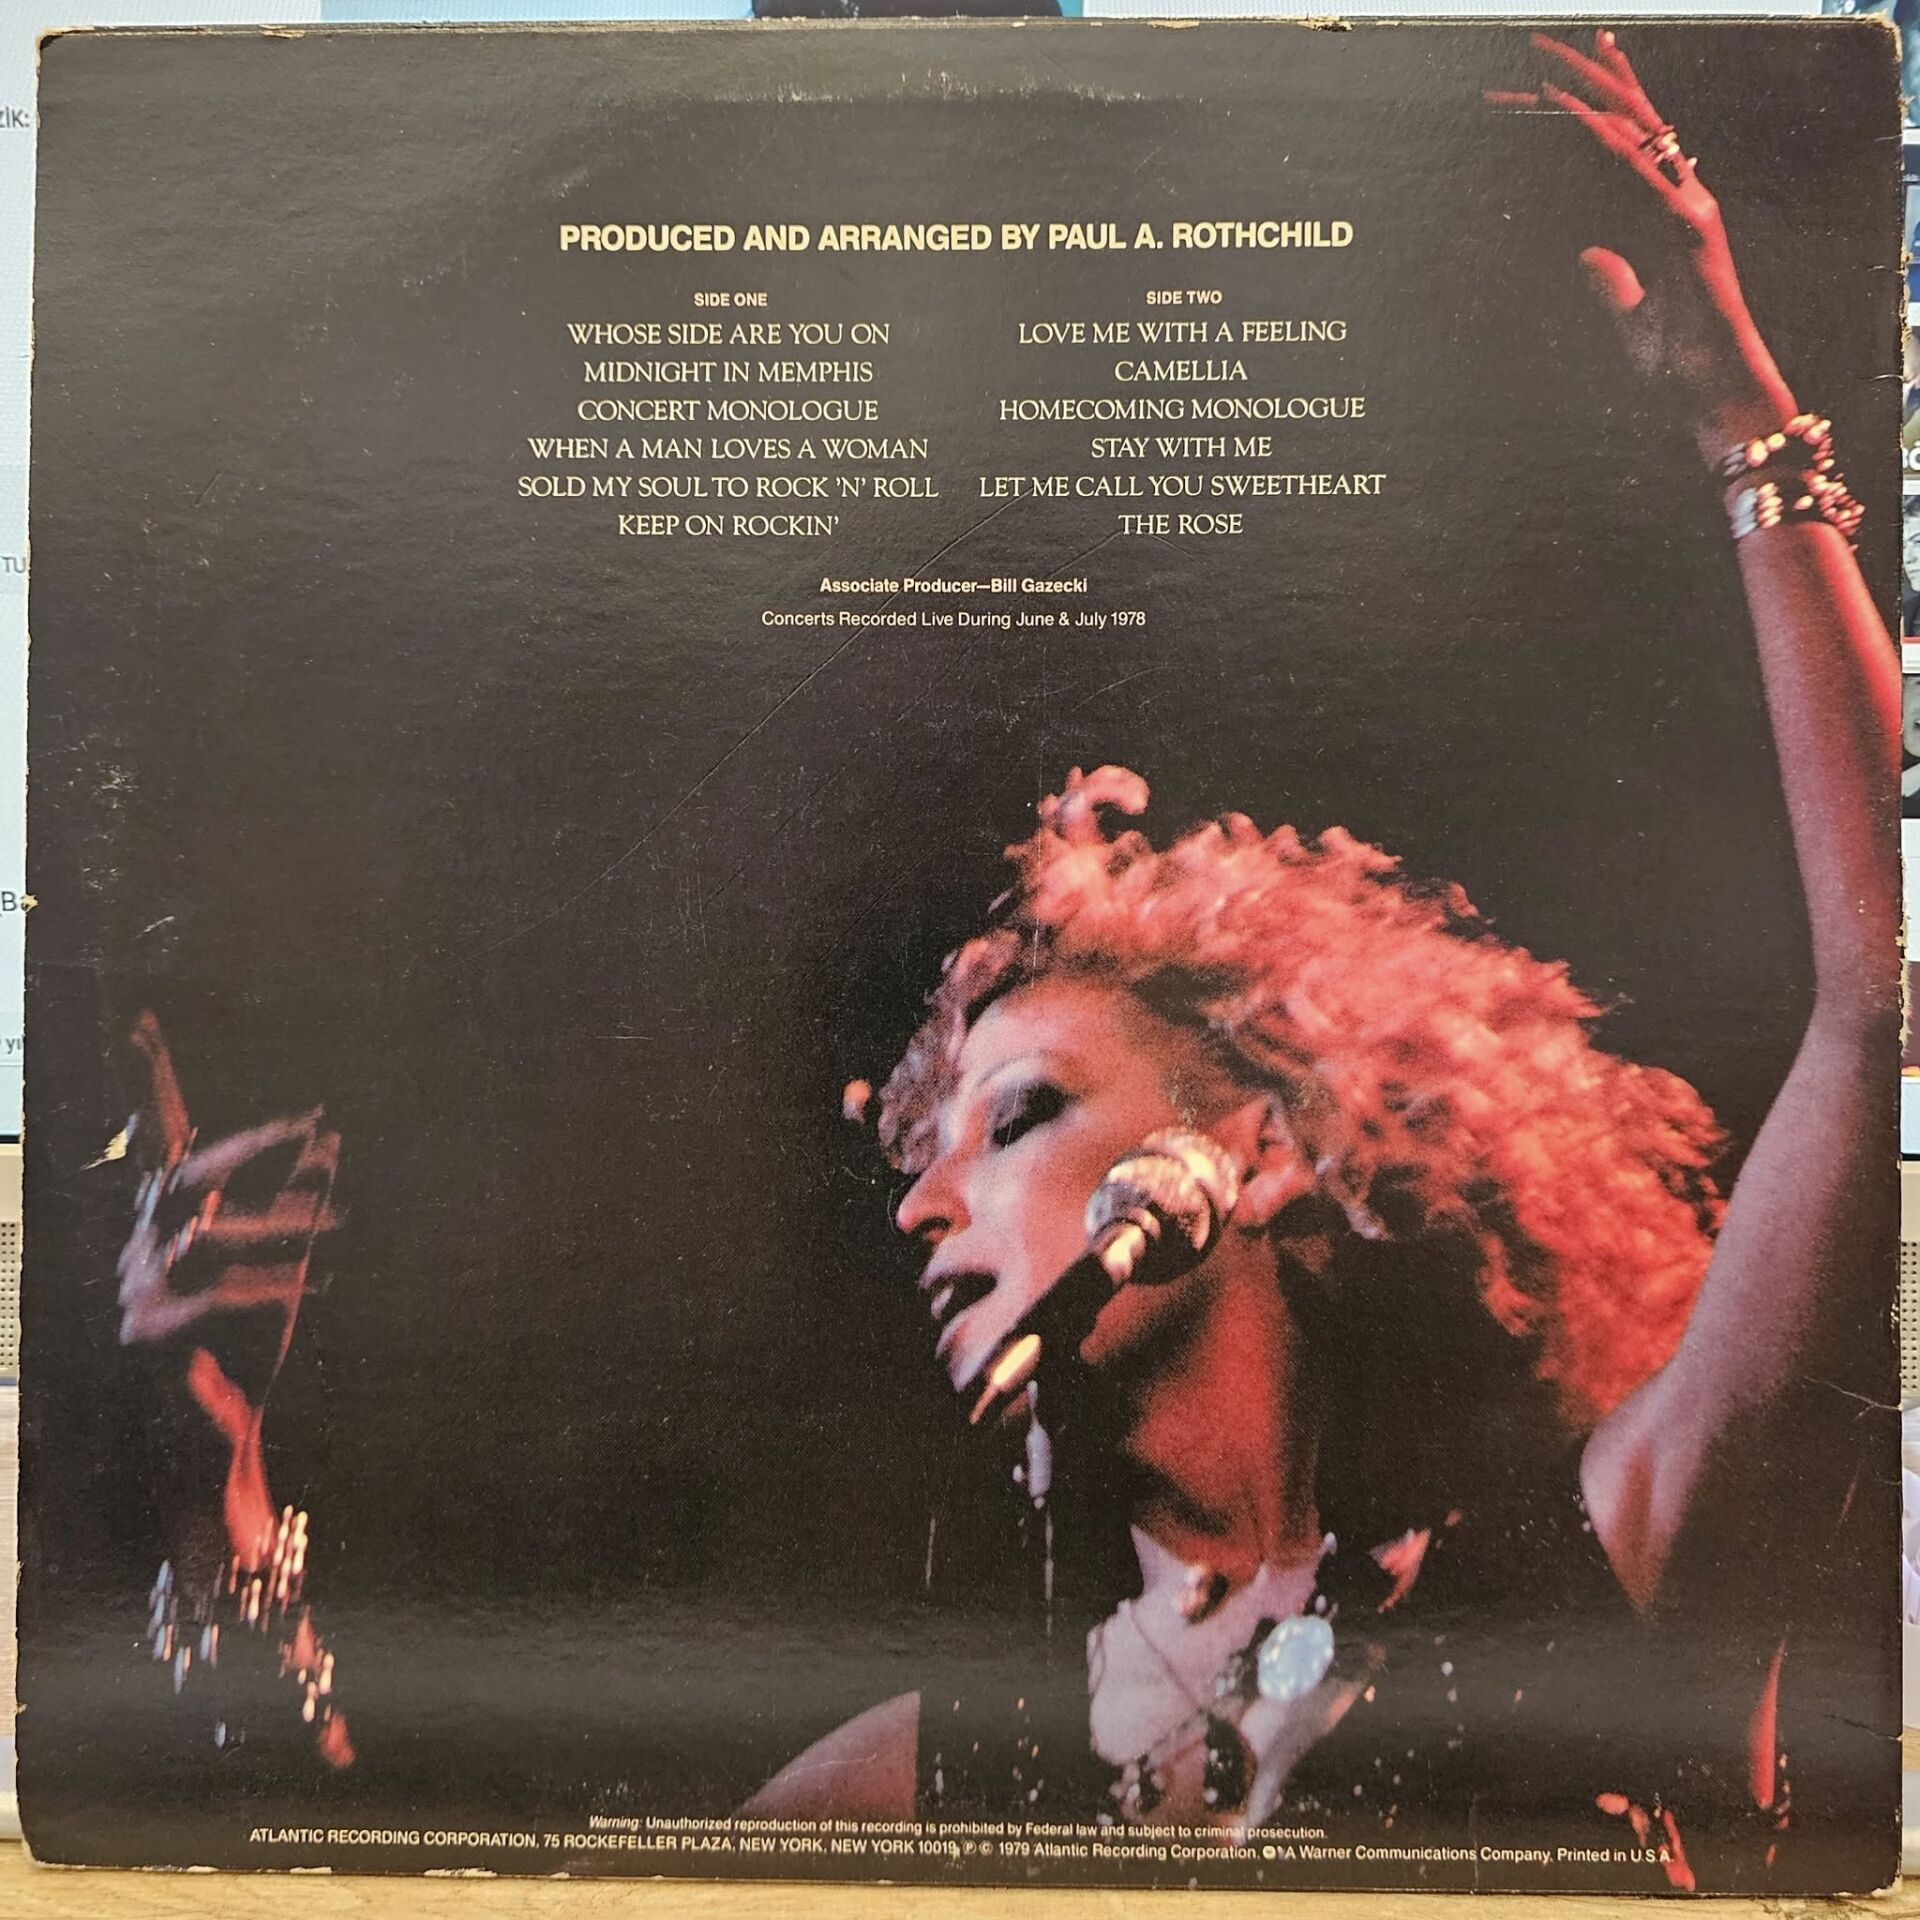 PRODUCED AND ARRANGED BY PAUL A. ROTHCHILD
SIDE ONE
WHOSE SIDE ARE YOU ON
MIDNIGHT IN MEMPHIS
CONCERT MONOLOGUE
WHEN A MAN LOVES A WOMAN
SOLD MY SOUL TO ROCK 'N' ROLL
KEEP ON ROCKIN'
SIDE TWO
LOVE ME WITH A FEELING
CAMELLIA
HOMECOMING MONOLOGUE
STAY WITH ME
LET ME CALL YOU SWEETHEART
THE ROSE
Associate Producer—Bill Gazecki
Concerts Recorded Live During June & July 1978
Warning: Unauthorized reproduction of this recording is prohibited by Federal law and subject to criminal prosecution.
ATLANTIC RECORDING CORPORATION, 75 ROCKEFELLER PLAZA, NEW YORK, NEW YORK 10019. ℗ © 1979 Atlantic Recording Corporation. A Warner Communications Company. Printed in U.S.A.